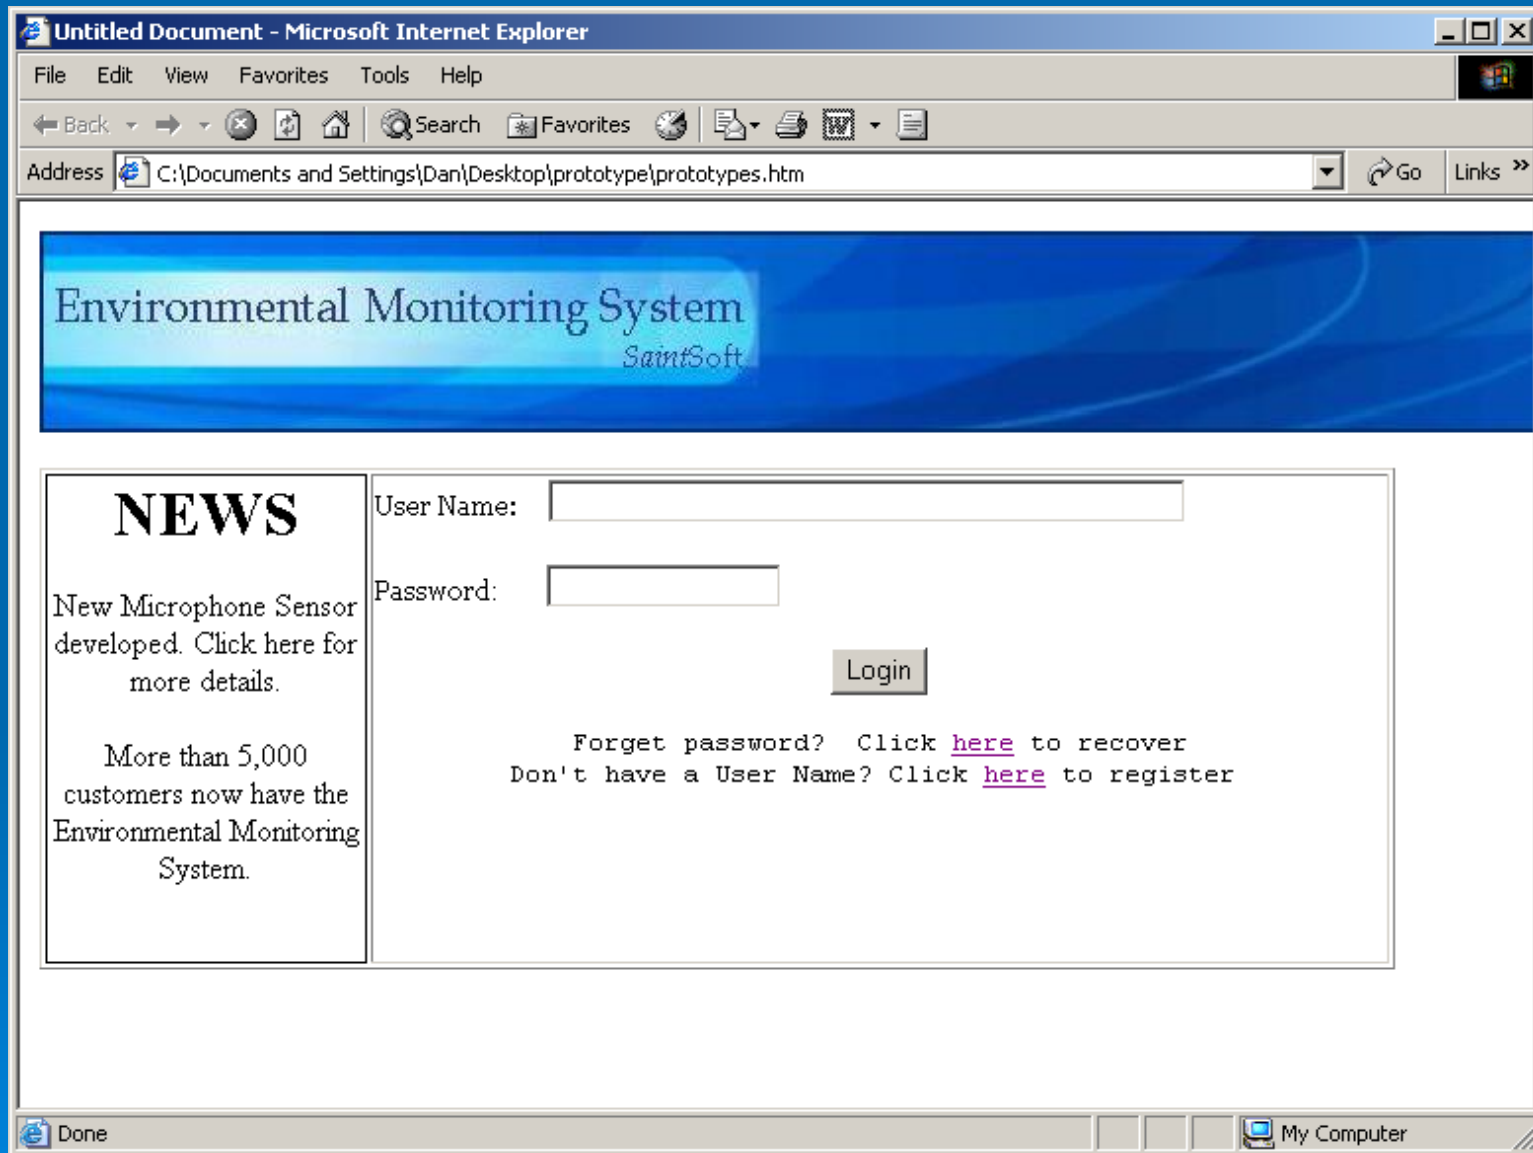 Untitled Document - Microsoft Internet Explorer
File Edit View Favorites Tools Help
Back Search Favorites
Address C:\Documents and Settings\Dan\Desktop\prototype\prototypes.htm Go Links »
Environmental Monitoring System
SaintSoft
NEWS
New Microphone Sensor
developed. Click here for
more details.
More than 5,000
customers now have the
Environmental Monitoring
System.
User Name:
Password:
Login
Forget password? Click here to recover
Don't have a User Name? Click here to register
Done My Computer